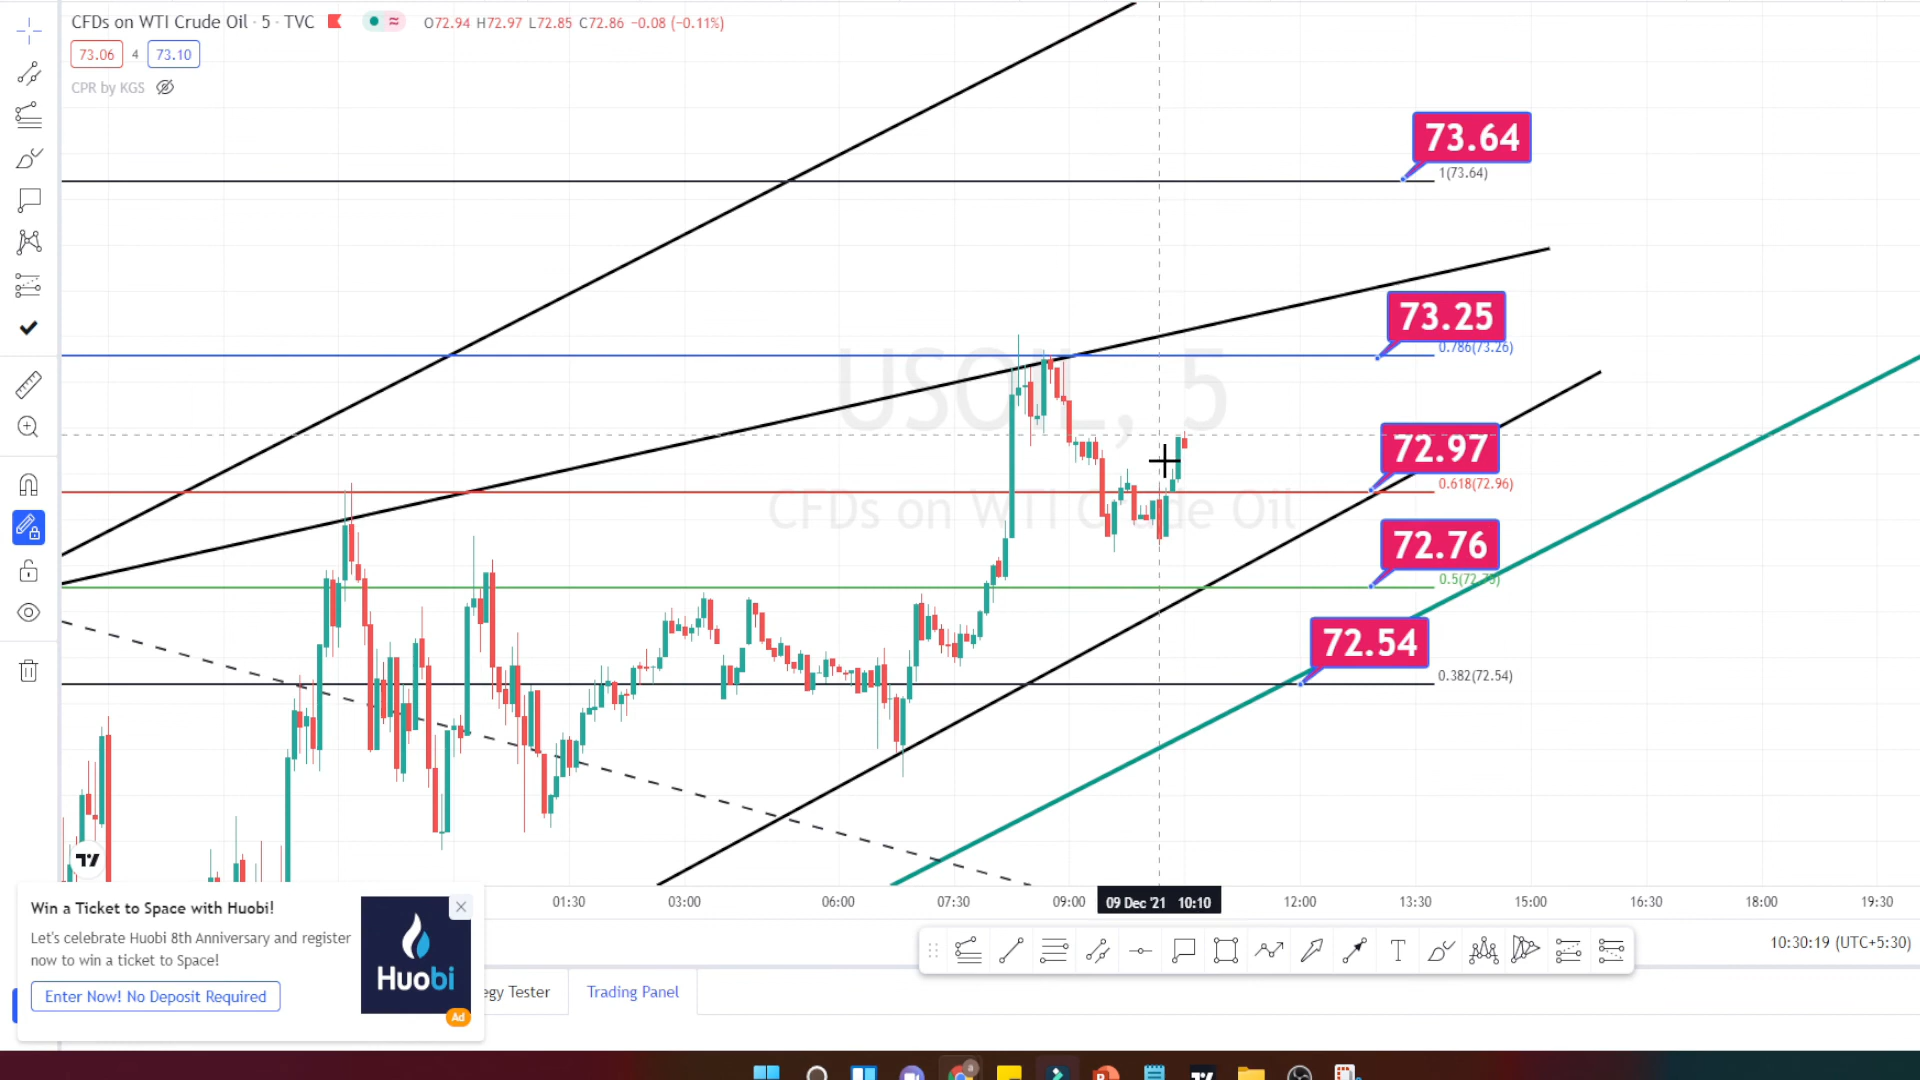 CFDs on WTI Crude Oil · 5 · TVC O72.94 H72.97 L72.85 C72.86 −0.08 (−0.11%)
73.06 4 73.10
CPR by KGS
73.64
1(73.64)
73.25
0.786(73.26)
USOIL, 5
72.97
0.618(72.96)
CFDs on WTI Crude Oil
72.76
0.5(72.75)
72.54
0.382(72.54)
01:30 03:00 06:00 07:30 09:00 09 Dec '21 10:10 12:00 13:30 15:00 16:30 18:00 19:30
Win a Ticket to Space with Huobi!
Let's celebrate Huobi 8th Anniversary and register
now to win a ticket to Space!
Enter Now! No Deposit Required
Huobi
Ad
10:30:19 (UTC+5:30)
egy Tester Trading Panel